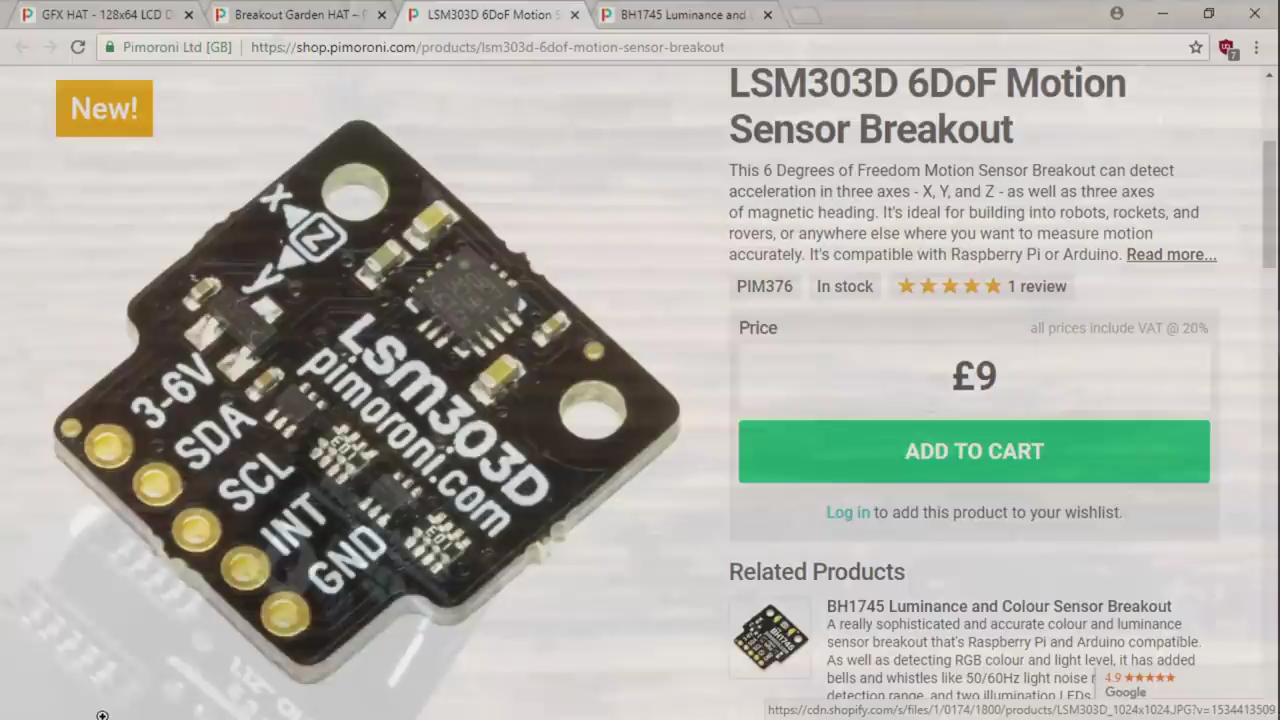 GFX HAT - 128x64 LCD D
Breakout Garden HAT – P
LSM303D 6DoF Motion S
BH1745 Luminance and
Pimoroni Ltd [GB]
https://shop.pimoroni.com/products/lsm303d-6dof-motion-sensor-breakout
7
New!
X
Z
Y
LSM303D
pimoroni.com
3-6V
SDA
SCL
INT
GND
LSM303D 6DoF Motion
Sensor Breakout
This 6 Degrees of Freedom Motion Sensor Breakout can detect
acceleration in three axes - X, Y, and Z - as well as three axes
of magnetic heading. It's ideal for building into robots, rockets, and
rovers, or anywhere else where you want to measure motion
accurately. It's compatible with Raspberry Pi or Arduino. Read more...
PIM376
In stock
1 review
Price
all prices include VAT @ 20%
£9
ADD TO CART
Log in to add this product to your wishlist.
Related Products
BH1745 Luminance and Colour Sensor Breakout
A really sophisticated and accurate colour and luminance
sensor breakout that's Raspberry Pi and Arduino compatible.
As well as detecting RGB colour and light level, it has added
bells and whistles like 50/60Hz light noise r
detection range, and two illumination LEDs
4.9
Google
https://cdn.shopify.com/s/files/1/0174/1800/products/LSM303D_1024x1024.JPG?v=1534413509